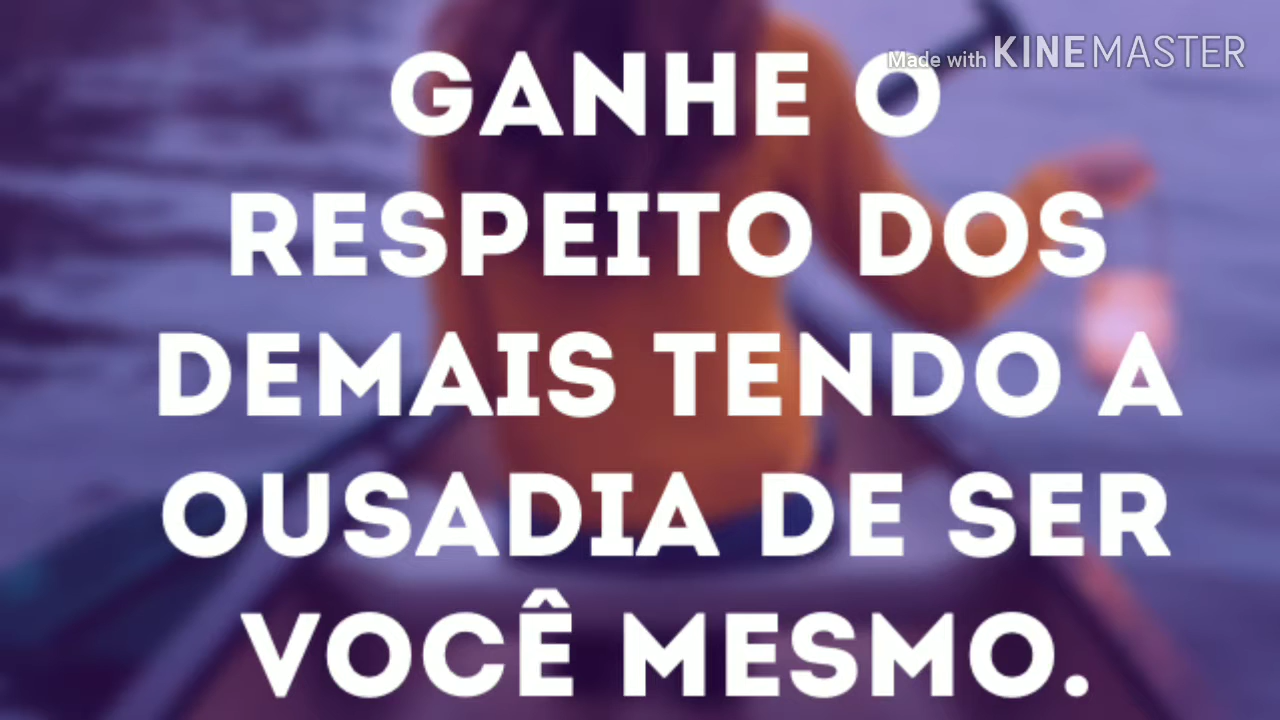 Made with KINEMASTER
GANHE O
RESPEITO DOS
DEMAIS TENDO A
OUSADIA DE SER
VOCÊ MESMO.